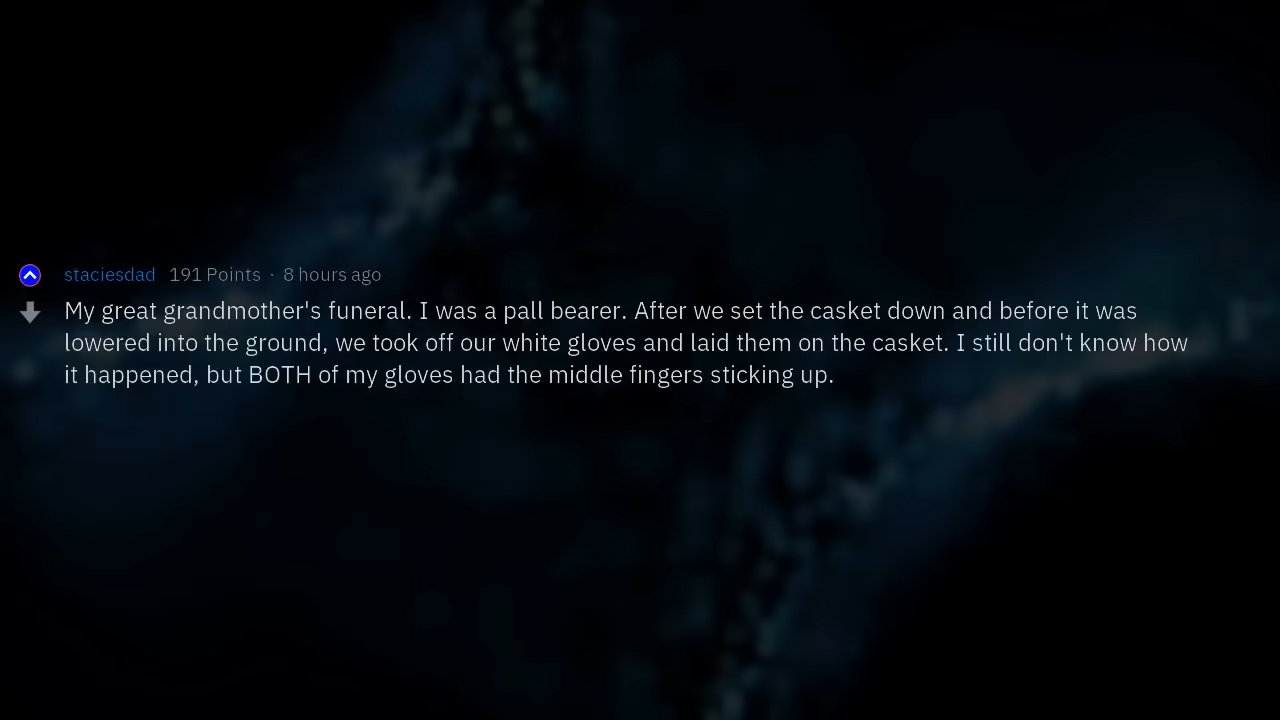 staciesdad 191 Points · 8 hours ago
My great grandmother's funeral. I was a pall bearer. After we set the casket down and before it was
lowered into the ground, we took off our white gloves and laid them on the casket. I still don't know how
it happened, but BOTH of my gloves had the middle fingers sticking up.